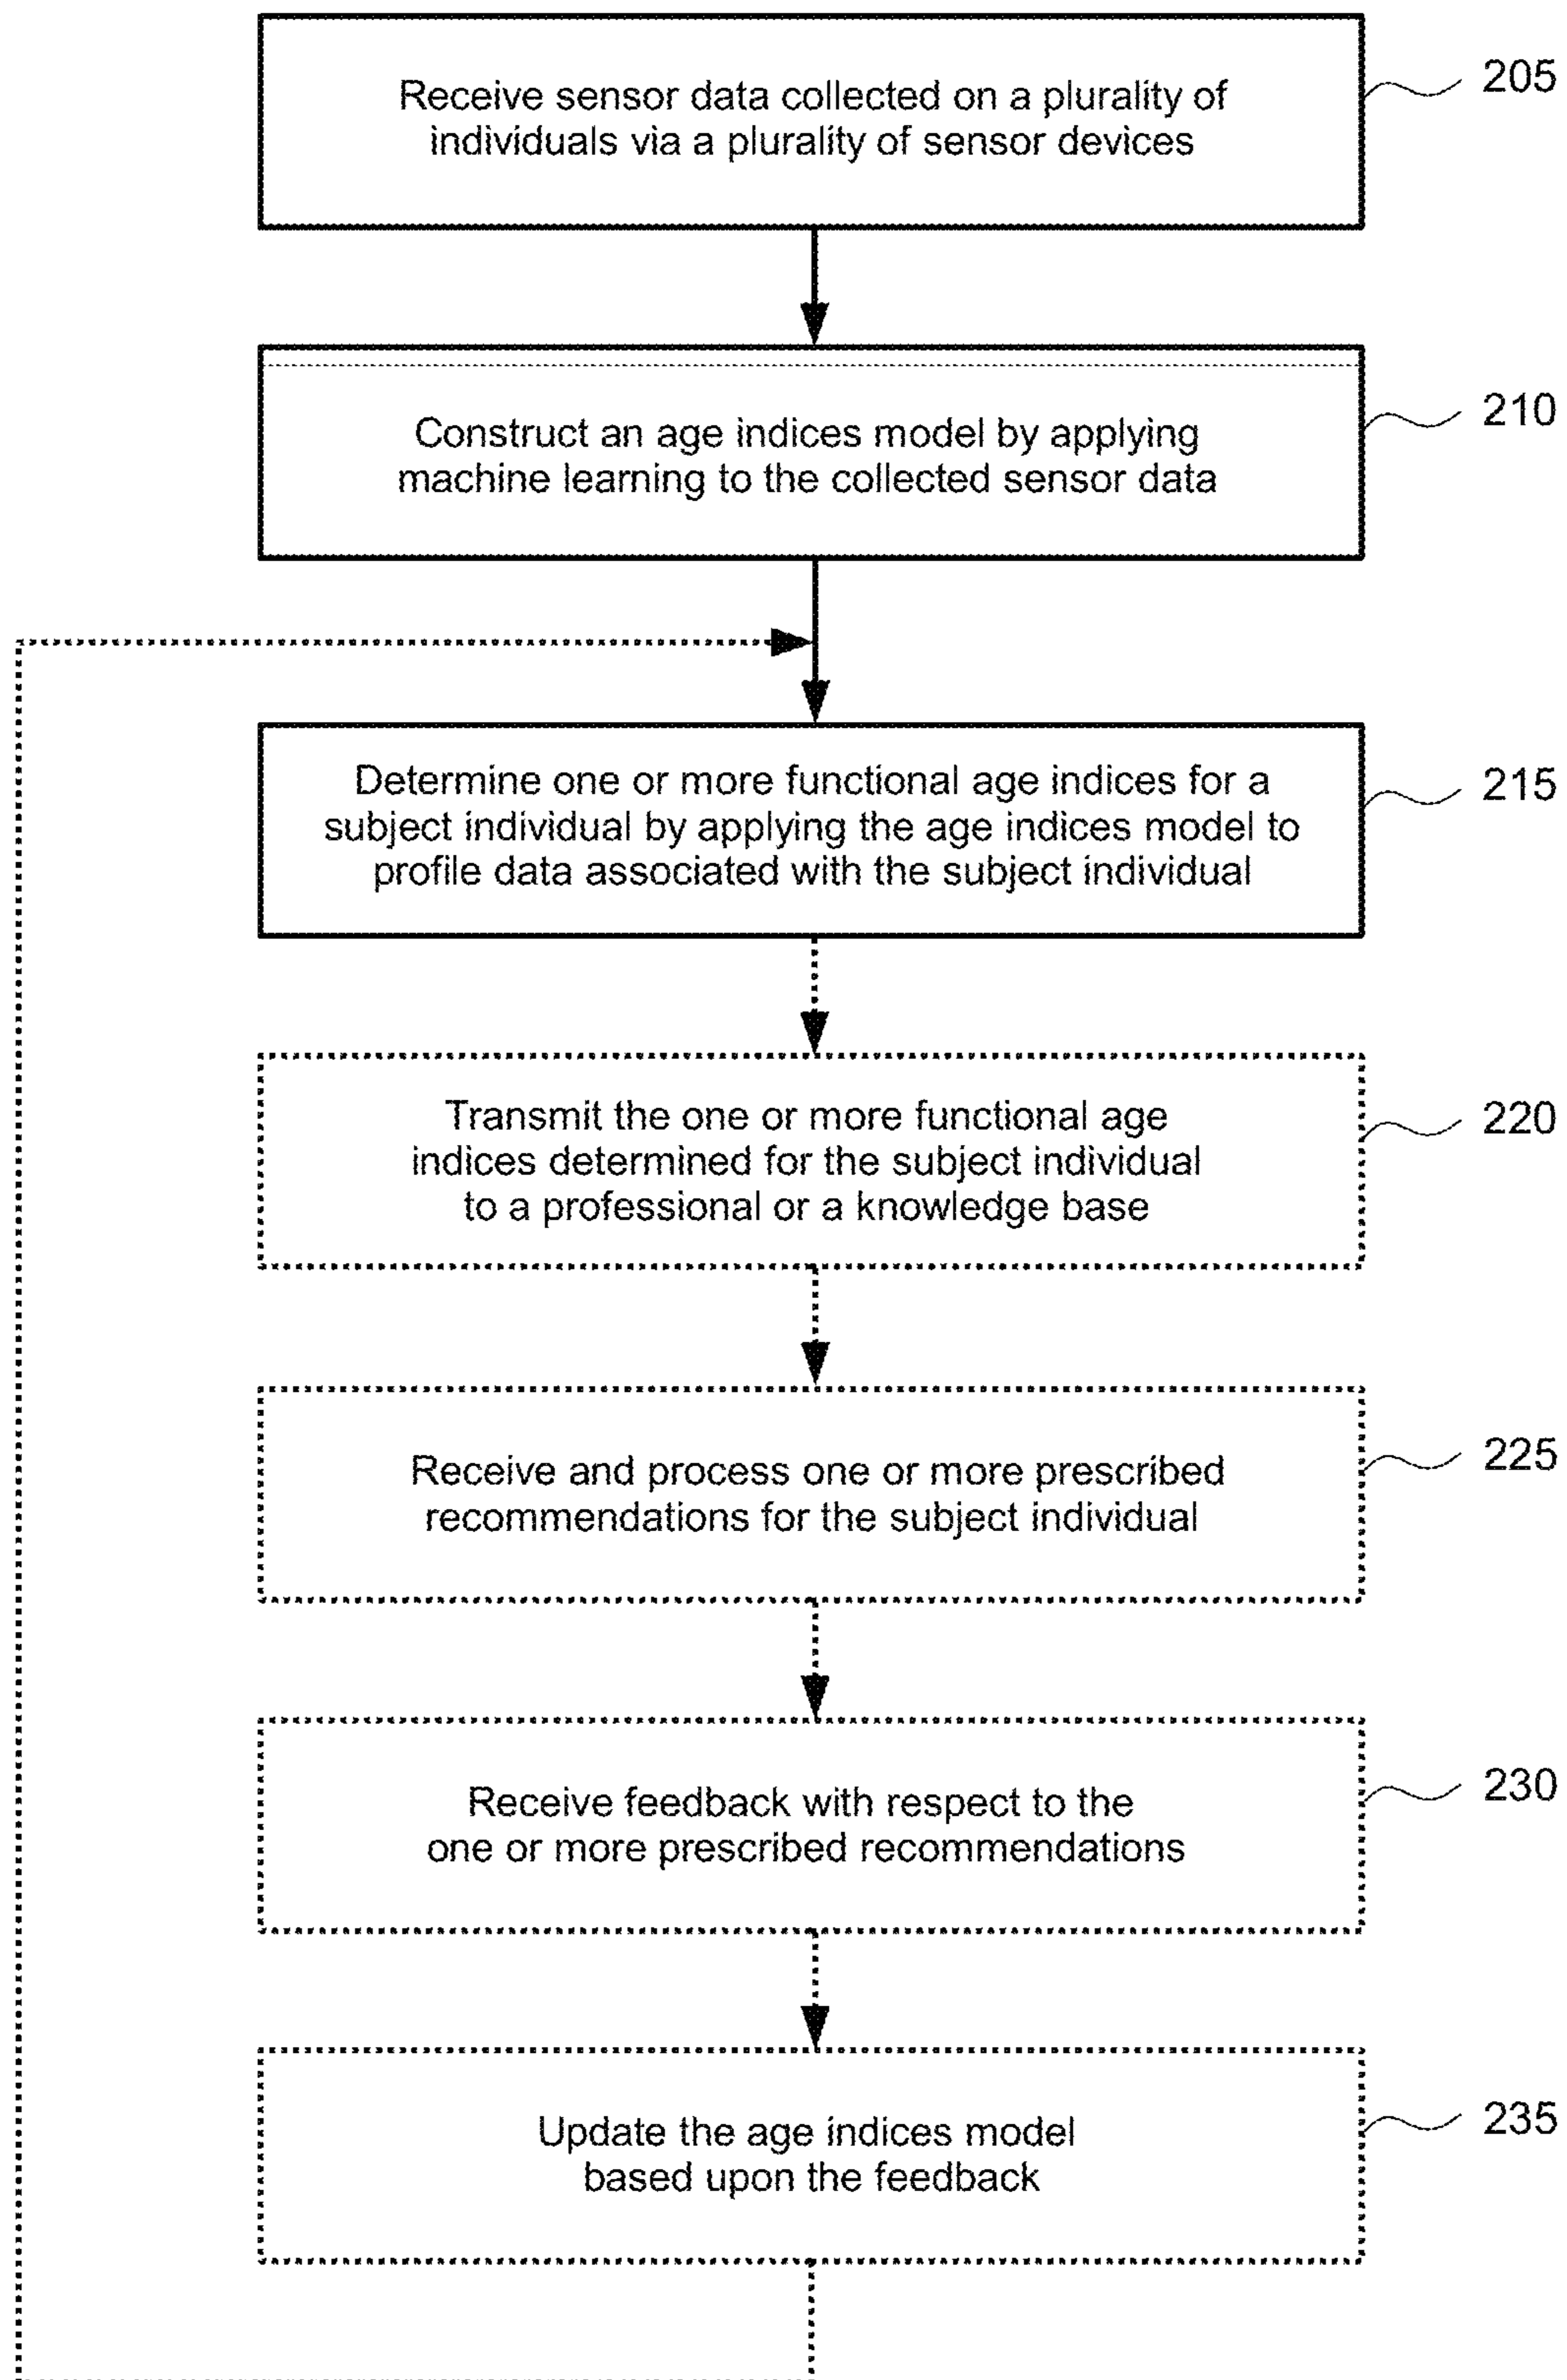 Receive sensor data collected on a plurality of
individuals via a plurality of sensor devices
205
Construct an age indices model by applying
machine learning to the collected sensor data
210
Determine one or more functional age indices for a
subject individual by applying the age indices model to
profile data associated with the subject individual
215
Transmit the one or more functional age
indices determined for the subject individual
to a professional or a knowledge base
220
Receive and process one or more prescribed
recommendations for the subject individual
225
Receive feedback with respect to the
one or more prescribed recommendations
230
Update the age indices model
based upon the feedback
235